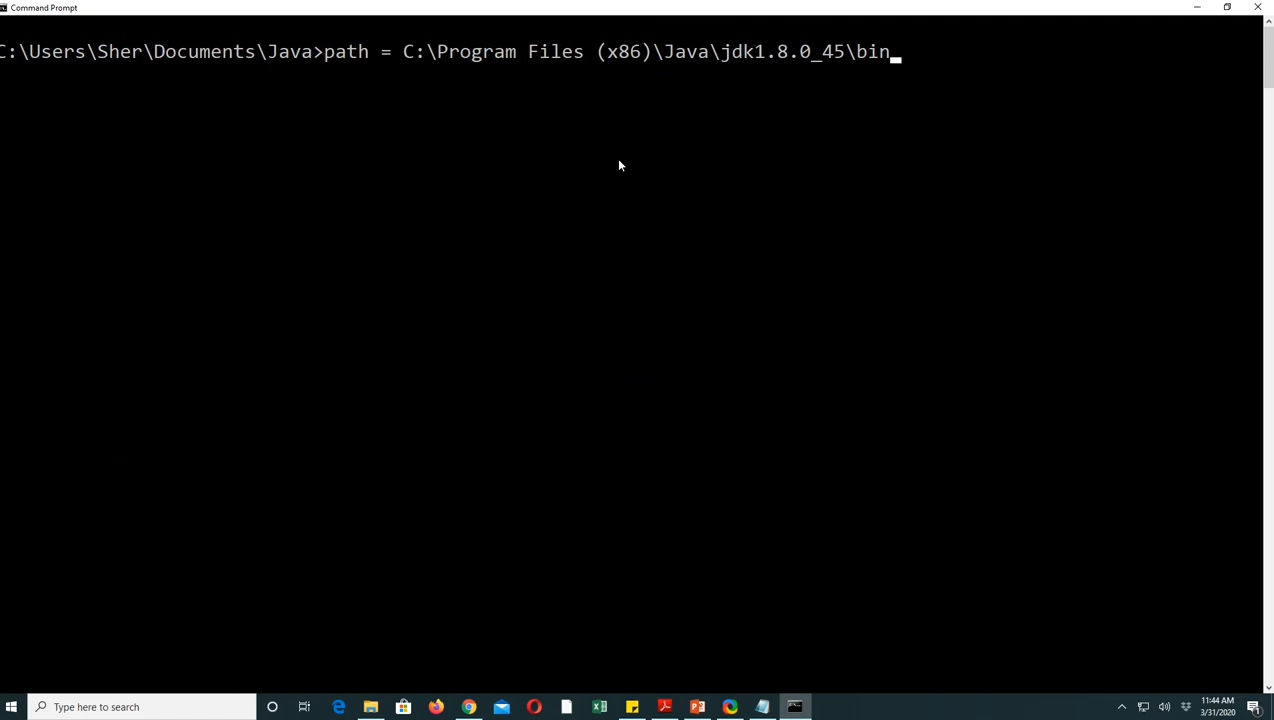 Command Prompt
C:\Users\Sher\Documents\Java>path = C:\Program Files (x86)\Java\jdk1.8.0_45\bin
Type here to search
11:44 AM
3/31/2020